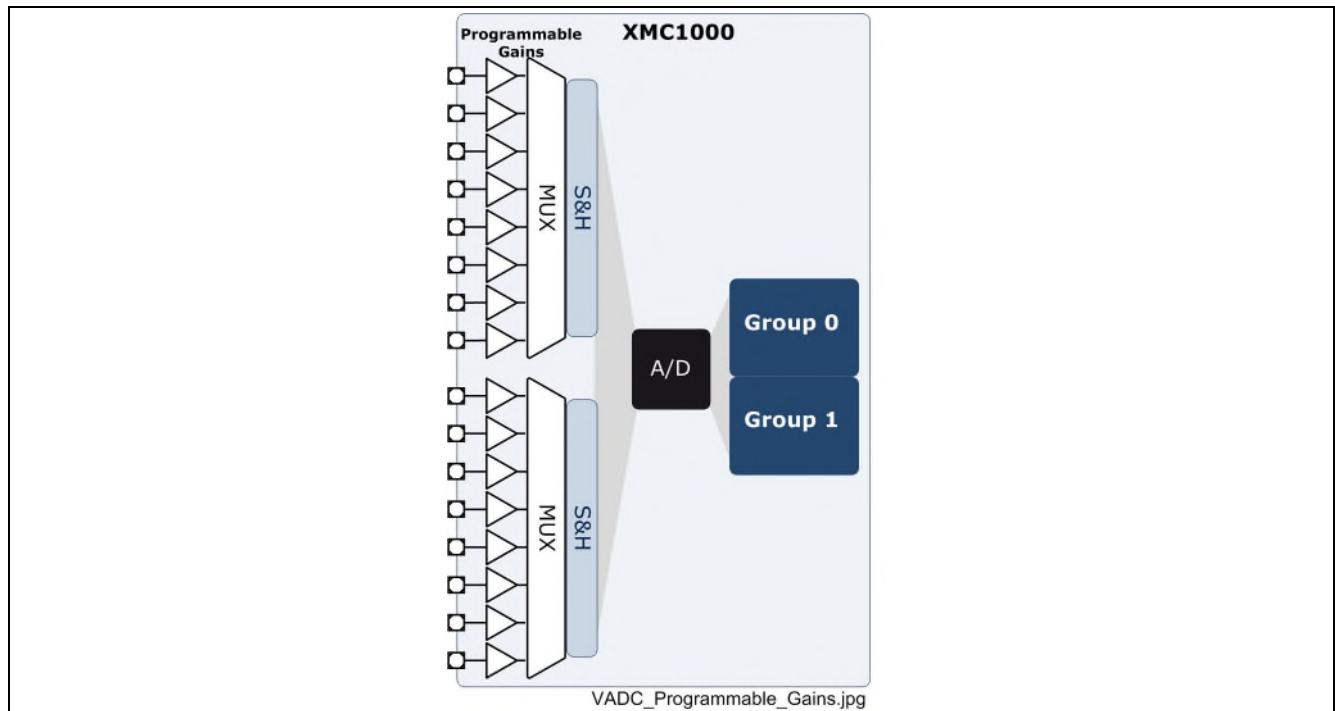 XMC1000
Programmable
Gains
MUX
S&H
A/D
Group 0
Group 1
MUX
S&H
VADC_Programmable_Gains.jpg